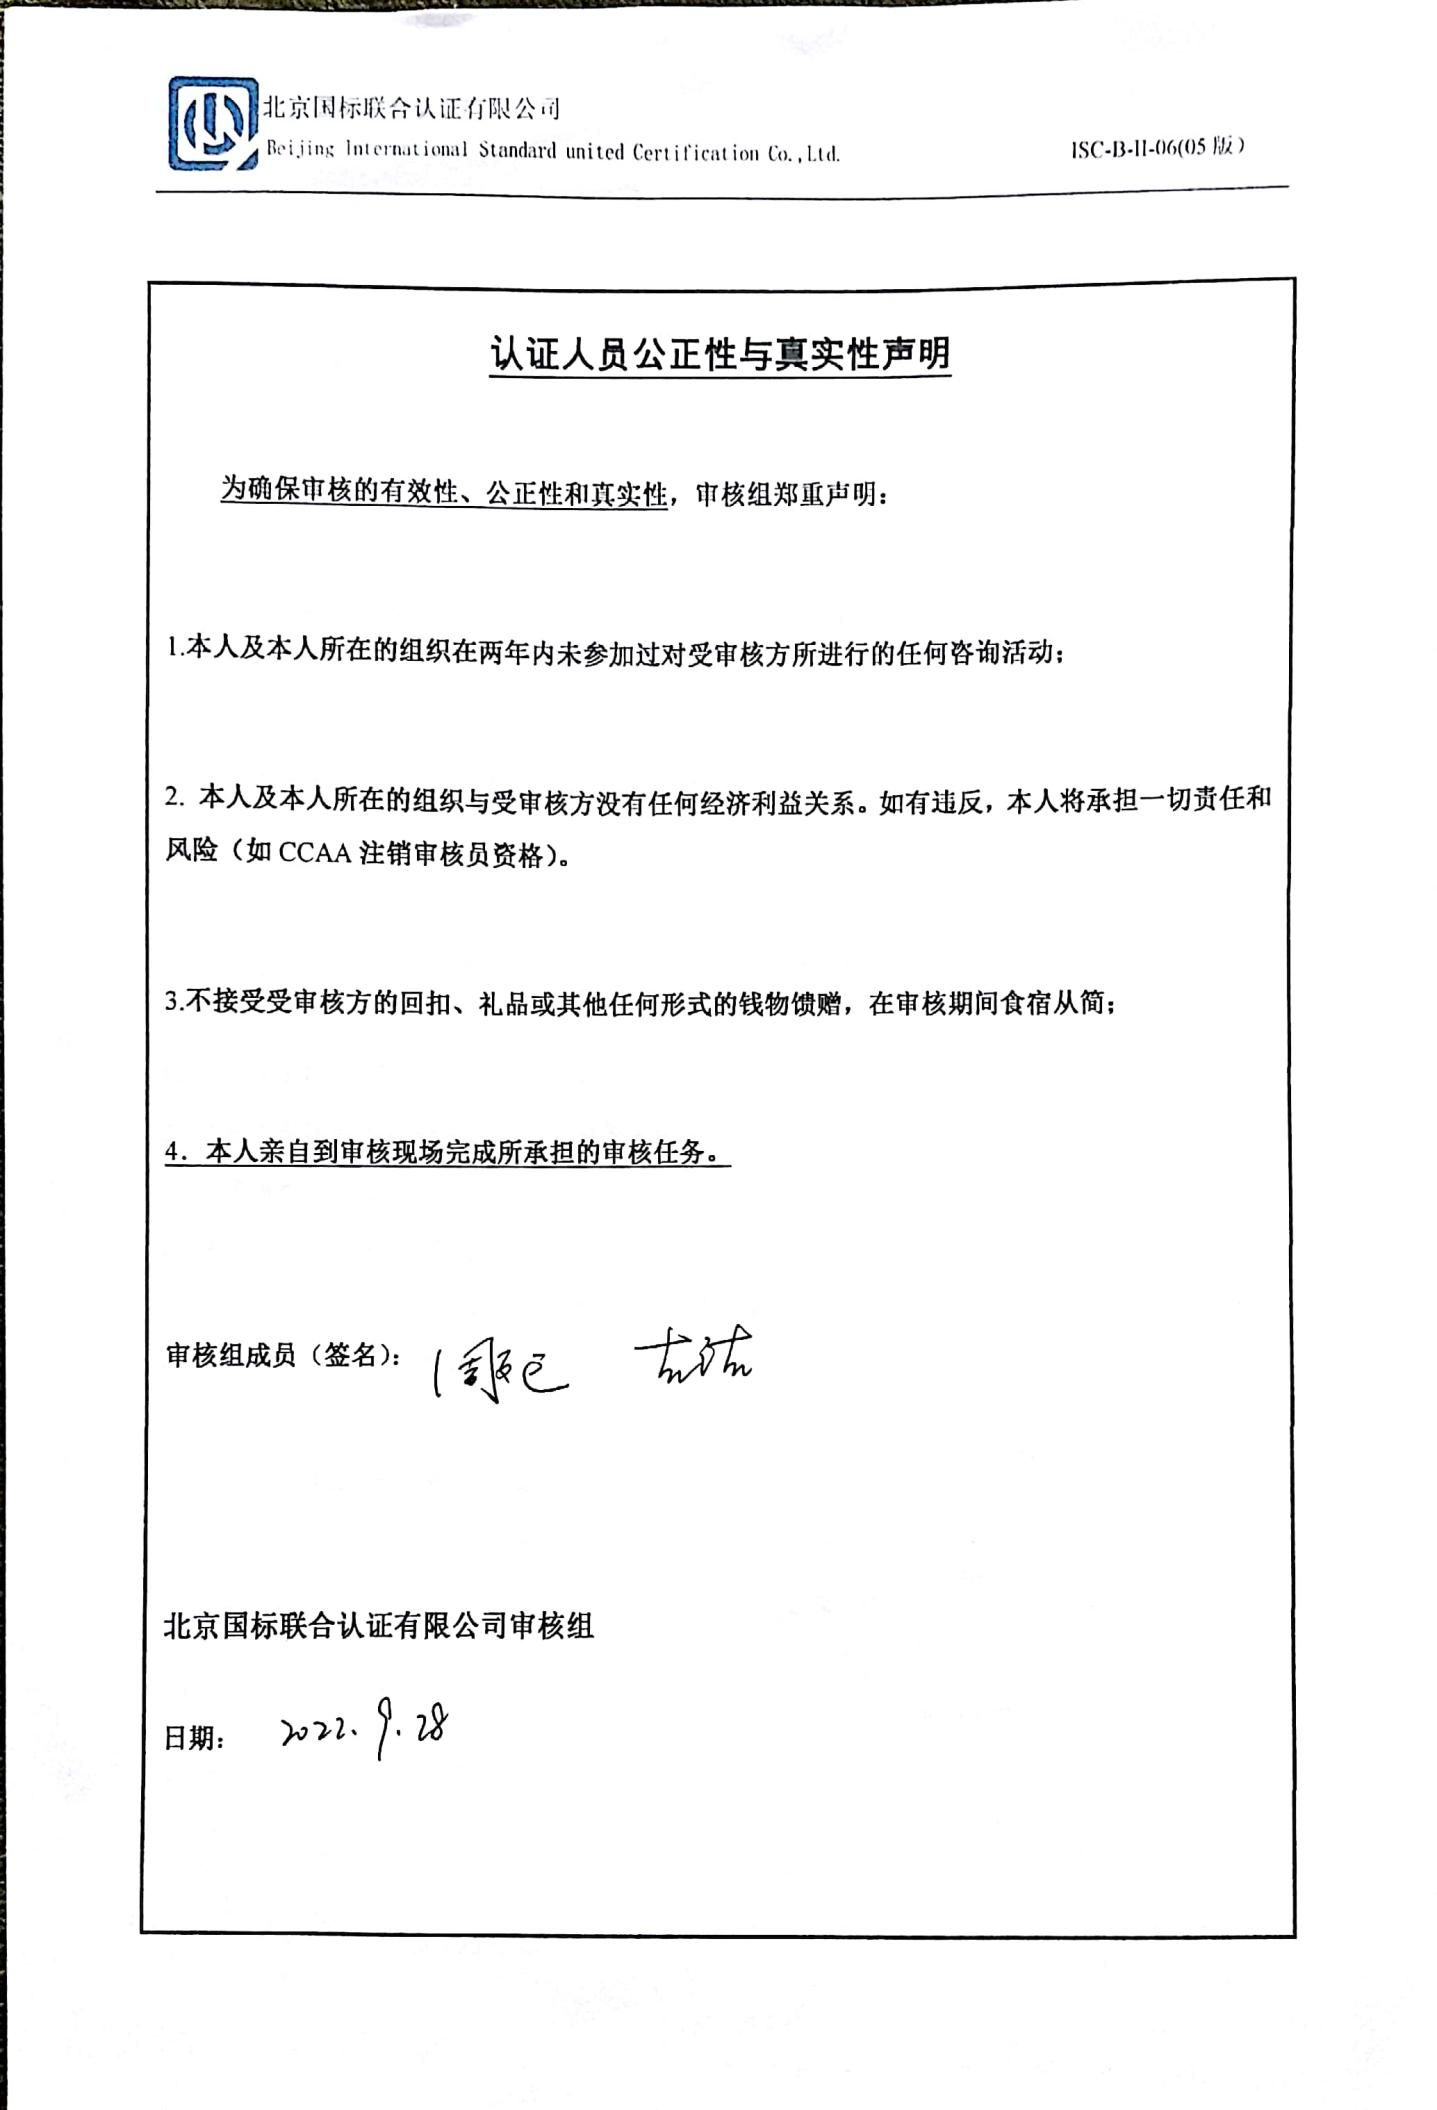 北京国标联合认证有限公司
Beijing International Standard united Certification Co.,Ltd.
ISC-B-II-06(05版)
认证人员公正性与真实性声明
为确保审核的有效性、公正性和真实性，审核组郑重声明：
1.本人及本人所在的组织在两年内未参加过对受审核方所进行的任何咨询活动；
2. 本人及本人所在的组织与受审核方没有任何经济利益关系。如有违反，本人将承担一切责任和
风险（如 CCAA 注销审核员资格）。
3.不接受受审核方的回扣、礼品或其他任何形式的钱物馈赠，在审核期间食宿从简；
4. 本人亲自到审核现场完成所承担的审核任务。
审核组成员（签名）：
北京国标联合认证有限公司审核组
日期： 2022.9.28